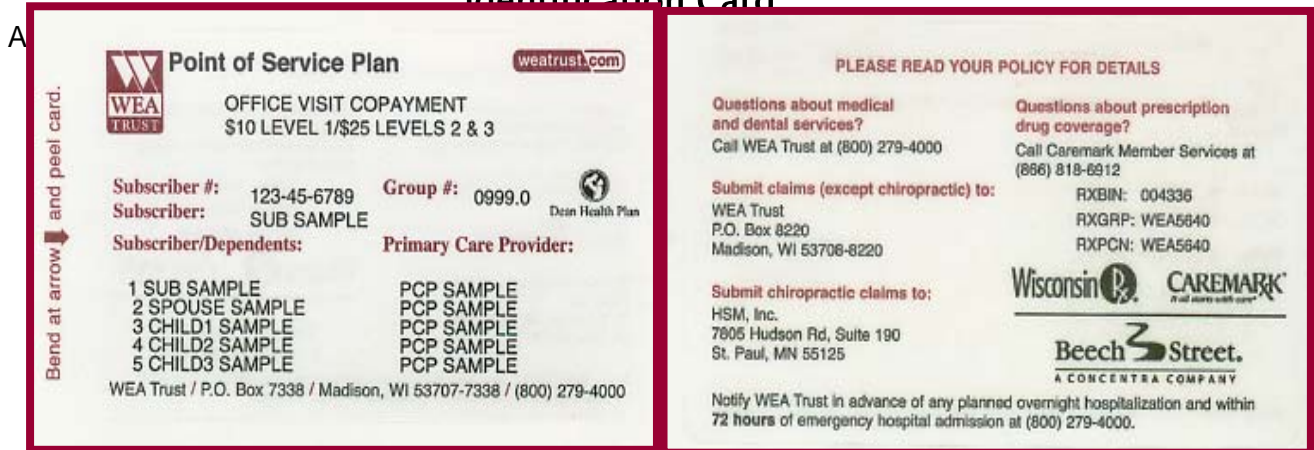 Identification Card
A
Bend at arrow and peel card.
WEA
TRUST
Point of Service Plan
weatrust.com
OFFICE VISIT COPAYMENT
$10 LEVEL 1/$25 LEVELS 2 & 3
Subscriber #: 123-45-6789 Group #: 0999.0
Subscriber: SUB SAMPLE
Dean Health Plan
Subscriber/Dependents: Primary Care Provider:
1 SUB SAMPLE PCP SAMPLE
2 SPOUSE SAMPLE PCP SAMPLE
3 CHILD1 SAMPLE PCP SAMPLE
4 CHILD2 SAMPLE PCP SAMPLE
5 CHILD3 SAMPLE PCP SAMPLE
WEA Trust / P.O. Box 7338 / Madison, WI 53707-7338 / (800) 279-4000
PLEASE READ YOUR POLICY FOR DETAILS
Questions about medical
and dental services?
Call WEA Trust at (800) 279-4000
Submit claims (except chiropractic) to:
WEA Trust
P.O. Box 8220
Madison, WI 53708-8220
Submit chiropractic claims to:
HSM, Inc.
7805 Hudson Rd, Suite 190
St. Paul, MN 55125
Questions about prescription
drug coverage?
Call Caremark Member Services at
(866) 818-6912
RXBIN: 004336
RXGRP: WEA5640
RXPCN: WEA5640
Wisconsin Rx
CAREMARK
It all starts with care
Beech Street.
A CONCENTRA COMPANY
Notify WEA Trust in advance of any planned overnight hospitalization and within
72 hours of emergency hospital admission at (800) 279-4000.